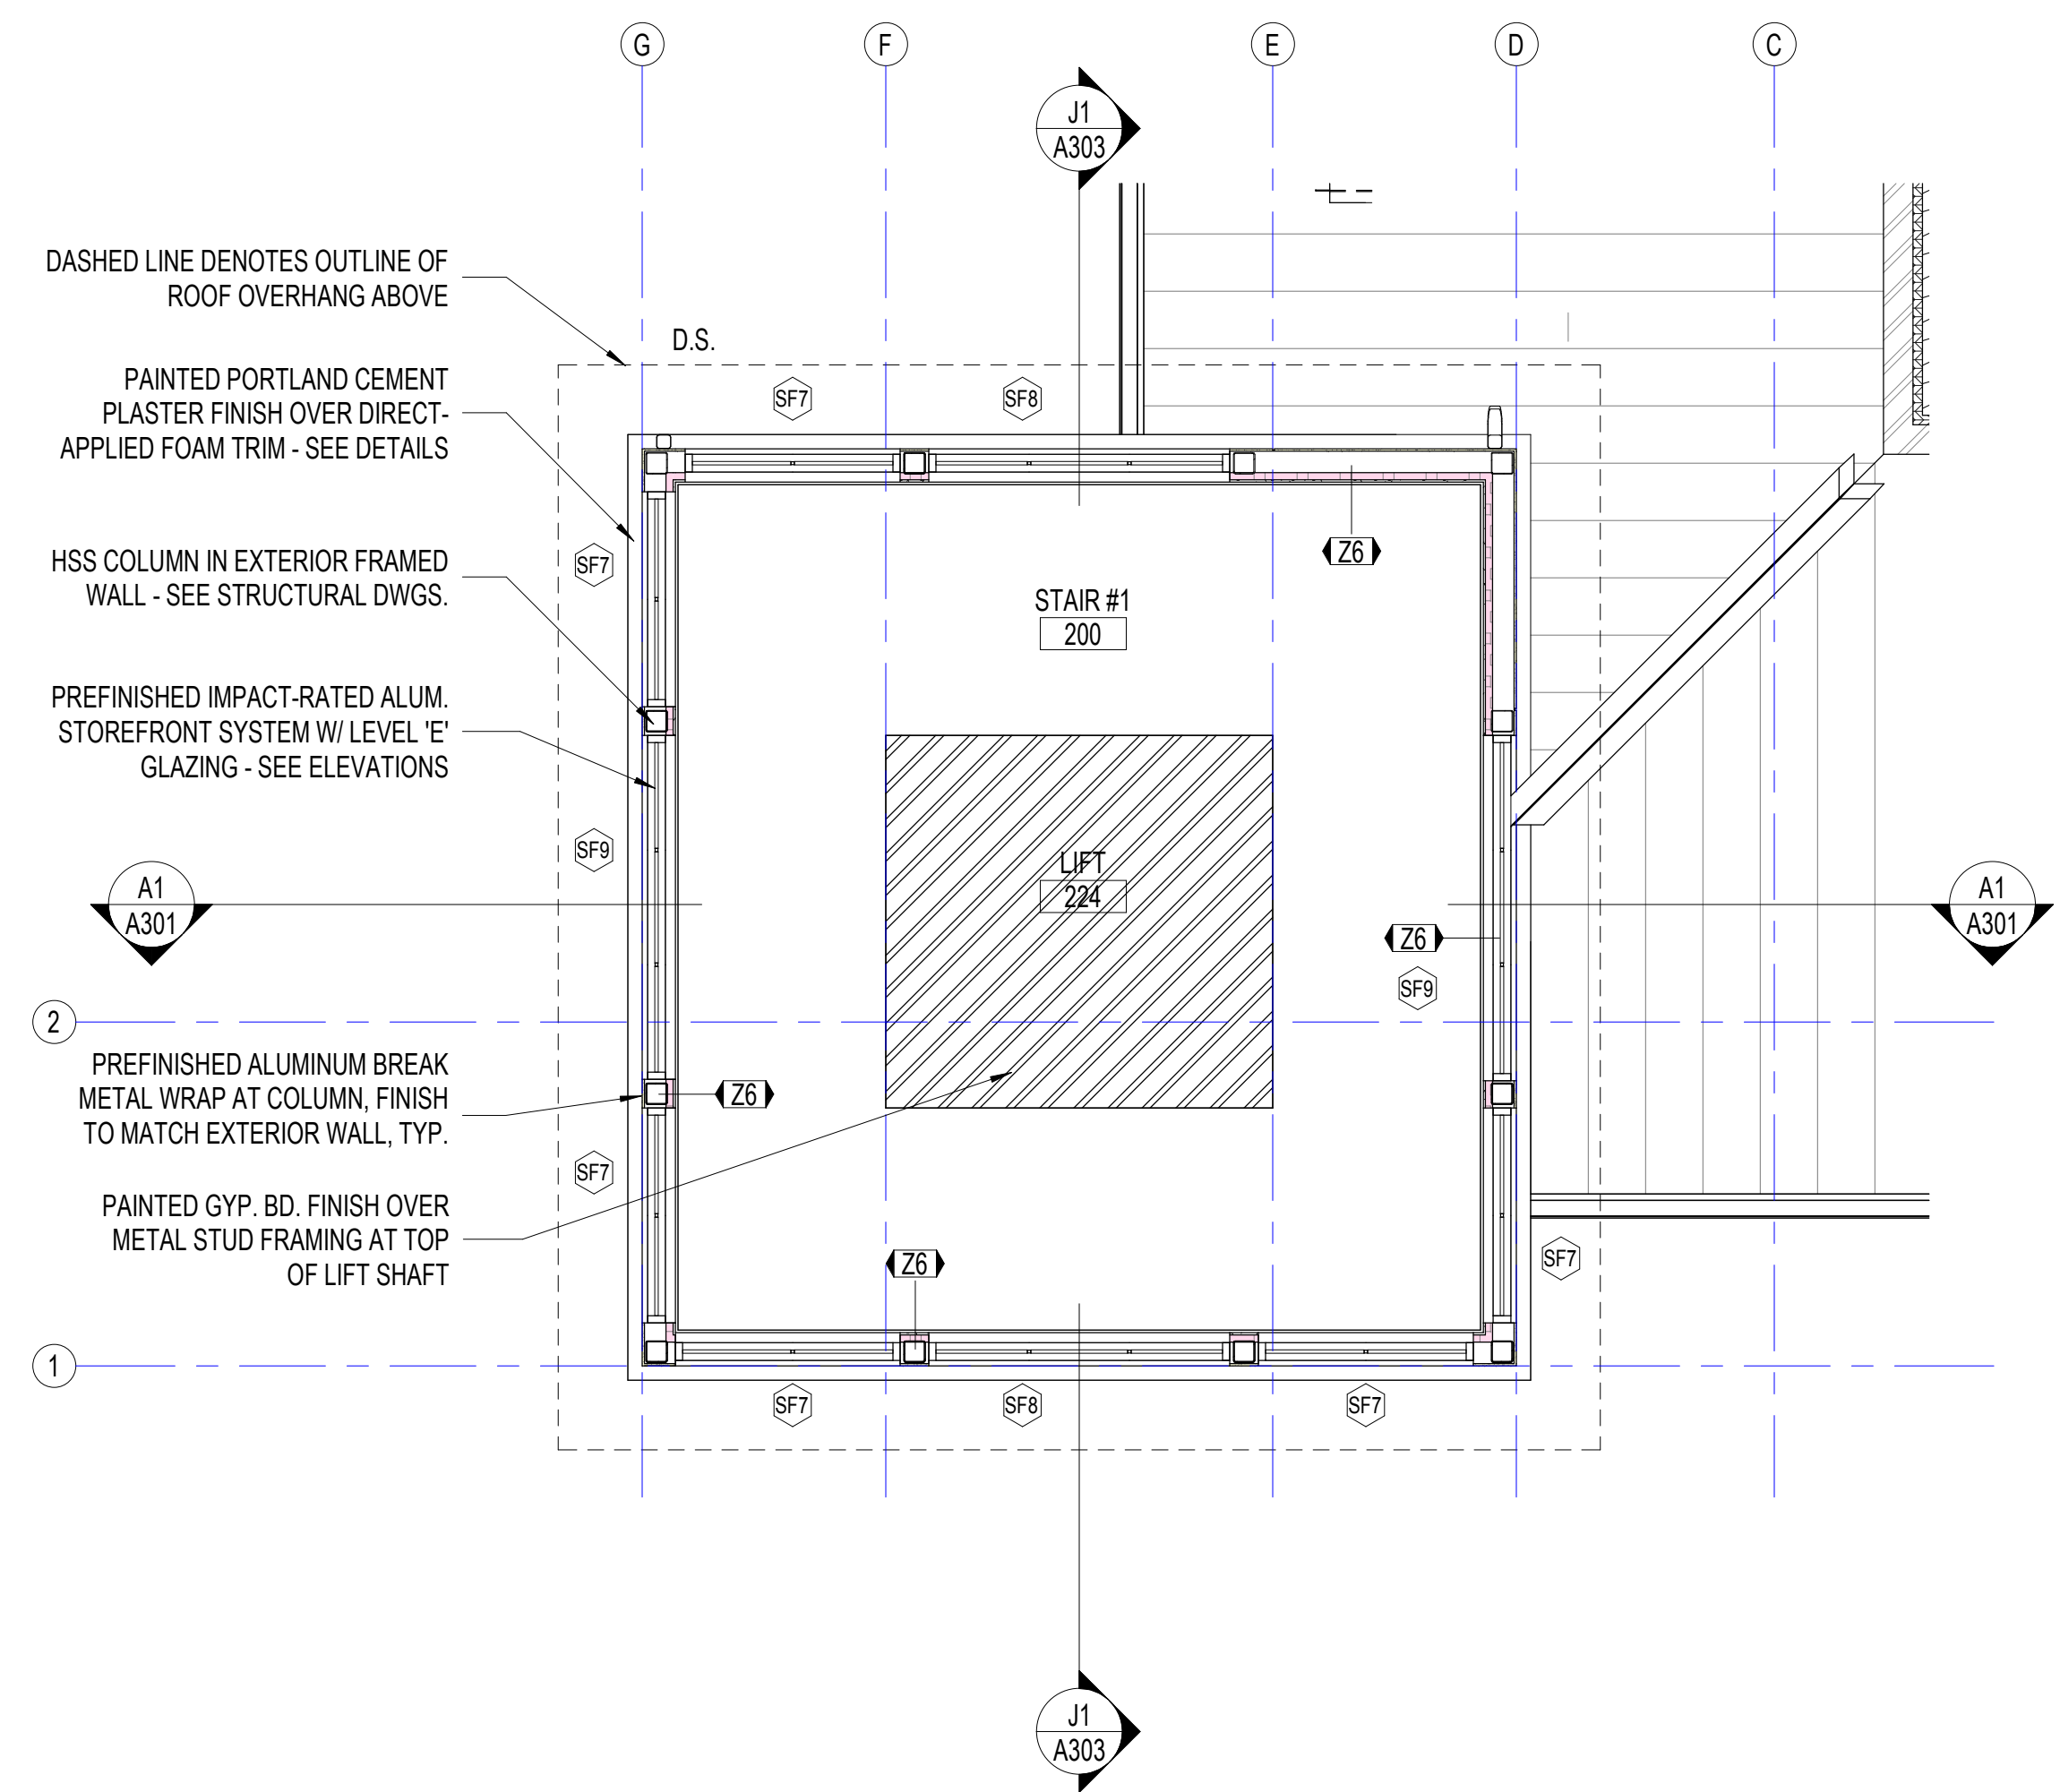 G
F
E
D
C
J1
A303
DASHED LINE DENOTES OUTLINE OF
ROOF OVERHANG ABOVE
D.S.
PAINTED PORTLAND CEMENT
PLASTER FINISH OVER DIRECT-
APPLIED FOAM TRIM - SEE DETAILS
SF7
SF8
HSS COLUMN IN EXTERIOR FRAMED
WALL - SEE STRUCTURAL DWGS.
SF7
Z6
STAIR #1
200
PREFINISHED IMPACT-RATED ALUM.
STOREFRONT SYSTEM W/ LEVEL 'E'
GLAZING - SEE ELEVATIONS
SF9
LIFT
224
A1
A301
Z6
SF9
A1
A301
2
PREFINISHED ALUMINUM BREAK
METAL WRAP AT COLUMN, FINISH
TO MATCH EXTERIOR WALL, TYP.
Z6
SF7
PAINTED GYP. BD. FINISH OVER
METAL STUD FRAMING AT TOP
OF LIFT SHAFT
Z6
SF7
1
SF7
SF8
SF7
J1
A303